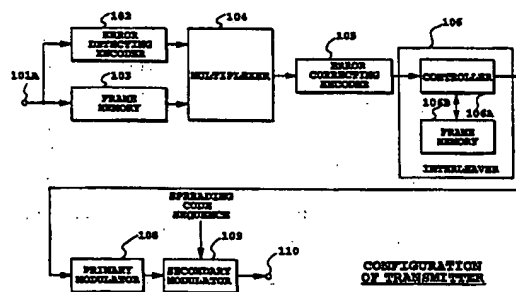 102
ERROR
DETECTING
ENCODER
104
103
FRAME
MEMORY
101A
MULTIPLEXER
105
ERROR
CORRECTING
ENCODER
106
CONTROLLER
106B
106A
FRAME
MEMORY
INTERLEAVER
SPREADING
CODE
SEQUENCE
108
PRIMARY
MODULATOR
109
SECONDARY
MODULATOR
110
CONFIGURATION
OF TRANSMITTER